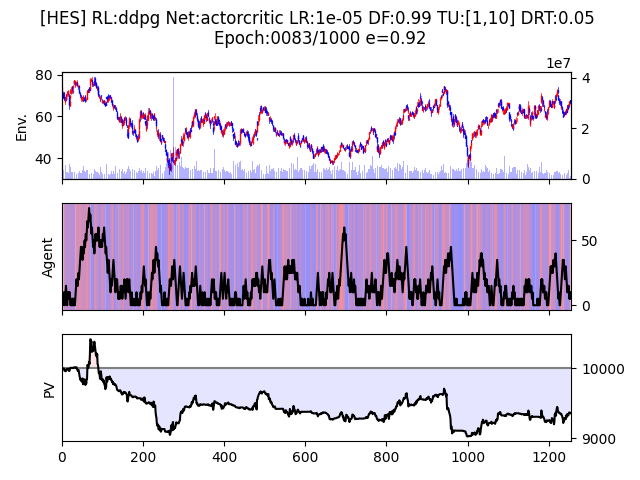 [HES] RL:ddpg Net:actorcritic LR:1e-05 DF:0.99 TU:[1,10] DRT:0.05
Epoch:0083/1000 e=0.92
1e7
80
60
40
Env.
4
2
0
Agent
50
0
PV
10000
9000
0 200 400 600 800 1000 1200